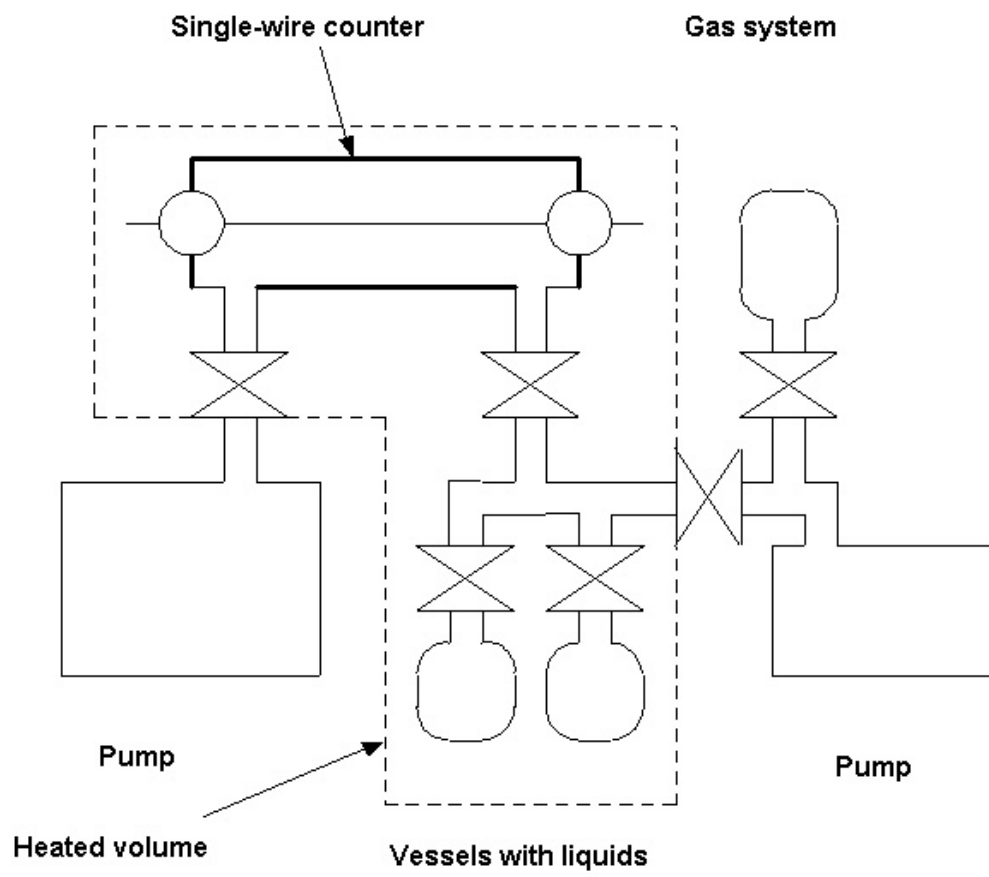 Single-wire counter
Gas system
Pump
Pump
Heated volume
Vessels with liquids